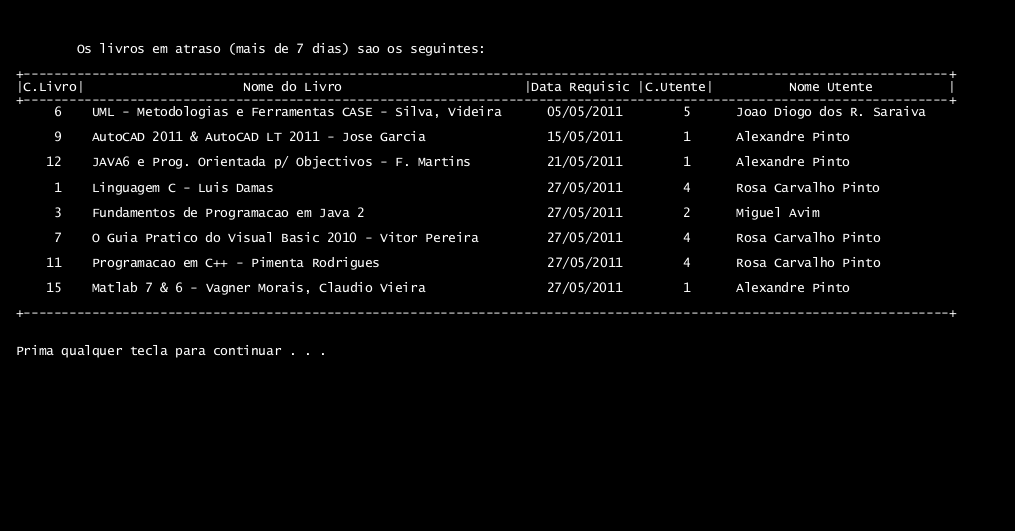 Os livros em atraso (mais de 7 dias) sao os seguintes:
+--------------------------------------------------------------------------------------------------------------------------+
|C.Livro|                     Nome do Livro                        |Data Requisic |C.Utente|          Nome Utente          |
+--------------------------------------------------------------------------------------------------------------------------+
6    UML - Metodologias e Ferramentas CASE - Silva, Videira      05/05/2011        5      Joao Diogo dos R. Saraiva
9    AutoCAD 2011 & AutoCAD LT 2011 - Jose Garcia                15/05/2011        1      Alexandre Pinto
12    JAVA6 e Prog. Orientada p/ Objectivos - F. Martins          21/05/2011        1      Alexandre Pinto
1    Linguagem C - Luis Damas                                    27/05/2011        4      Rosa Carvalho Pinto
3    Fundamentos de Programacao em Java 2                        27/05/2011        2      Miguel Avim
7    O Guia Pratico do Visual Basic 2010 - Vitor Pereira         27/05/2011        4      Rosa Carvalho Pinto
11    Programacao em C++ - Pimenta Rodrigues                      27/05/2011        4      Rosa Carvalho Pinto
15    Matlab 7 & 6 - Vagner Morais, Claudio Vieira                27/05/2011        1      Alexandre Pinto
+--------------------------------------------------------------------------------------------------------------------------+
Prima qualquer tecla para continuar . . .